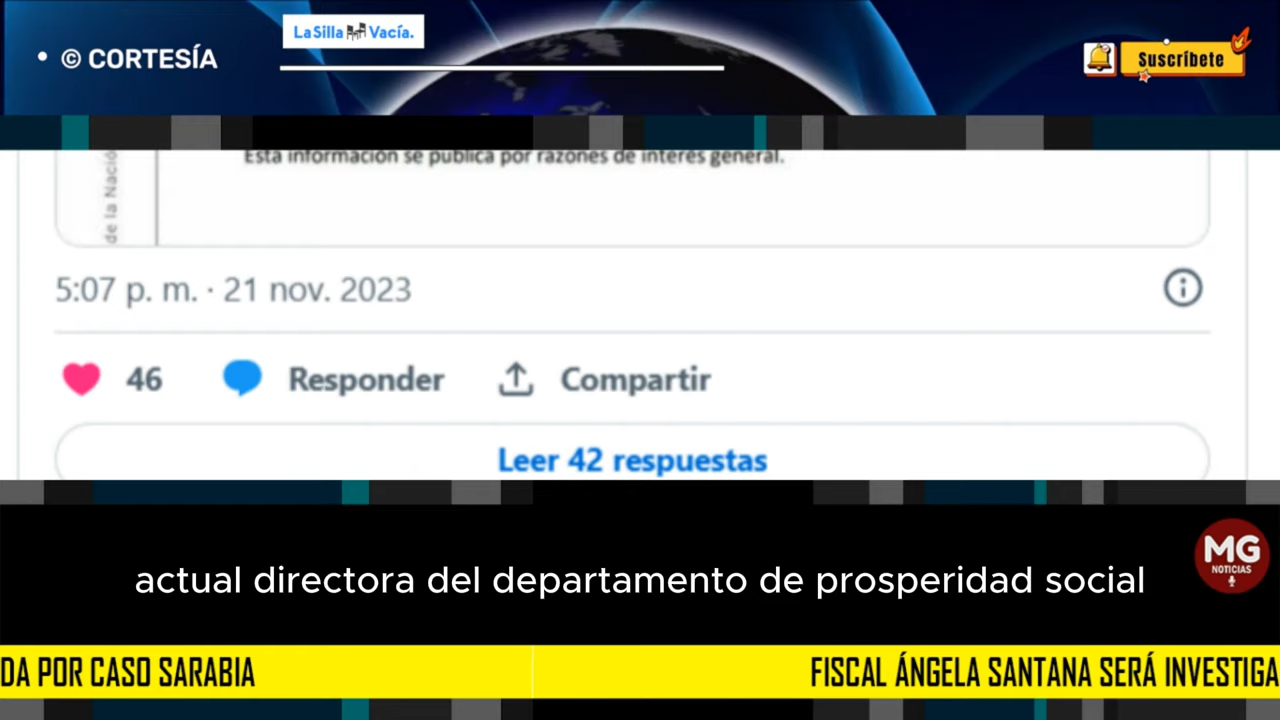 LaSilla Vacía.
• © CORTESÍA
Suscríbete
Esta información se publica por razones de interés general.
de la Nació
5:07 p. m. · 21 nov. 2023
46 Responder Compartir
Leer 42 respuestas
MG
NOTICIAS
actual directora del departamento de prosperidad social
DA POR CASO SARABIA
FISCAL ÁNGELA SANTANA SERÁ INVESTIGA